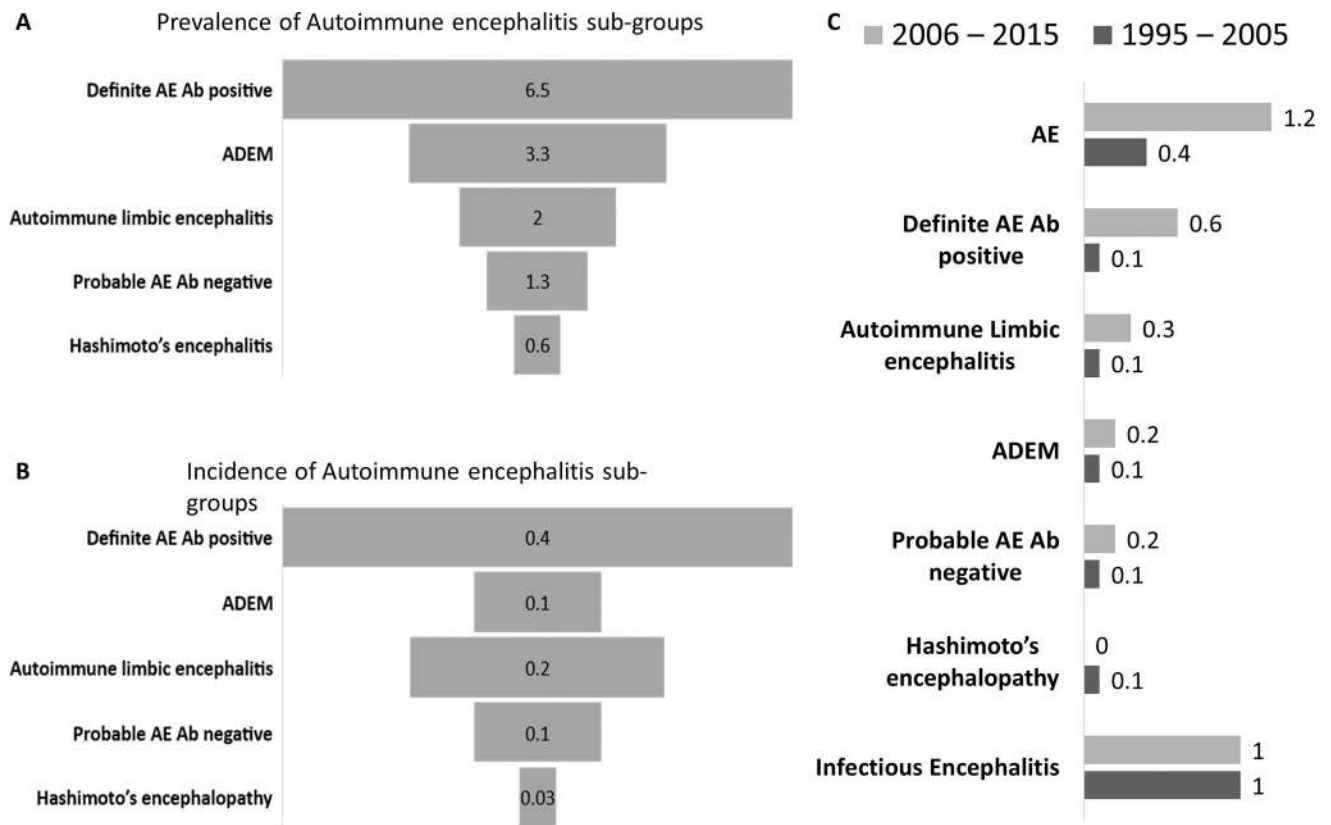 A
Prevalence of Autoimmune encephalitis sub-groups
Definite AE Ab positive
6.5
ADEM
3.3
Autoimmune limbic encephalitis
2
Probable AE Ab negative
1.3
Hashimoto's encephalitis
0.6
B
Incidence of Autoimmune encephalitis sub-
groups
Definite AE Ab positive
0.4
ADEM
0.1
Autoimmune limbic encephalitis
0.2
Probable AE Ab negative
0.1
Hashimoto's encephalopathy
0.03
C
2006 – 2015
1995 – 2005
AE
1.2
0.4
Definite AE Ab
positive
0.6
0.1
Autoimmune Limbic
encephalitis
0.3
0.1
ADEM
0.2
0.1
Probable AE Ab
negative
0.2
0.1
Hashimoto's
encephalopathy
0
0.1
Infectious Encephalitis
1
1